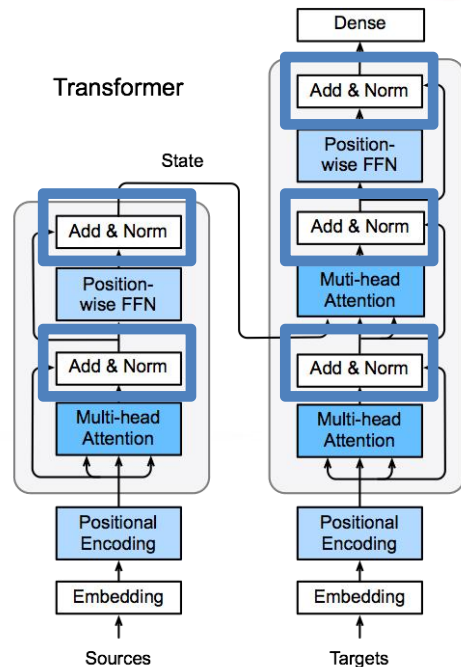 Transformer
State
Add & Norm
Position-
wise FFN
Add & Norm
Multi-head
Attention
Positional
Encoding
Embedding
Sources
Dense
Add & Norm
Position-
wise FFN
Add & Norm
Muti-head
Attention
Add & Norm
Multi-head
Attention
Positional
Encoding
Embedding
Targets